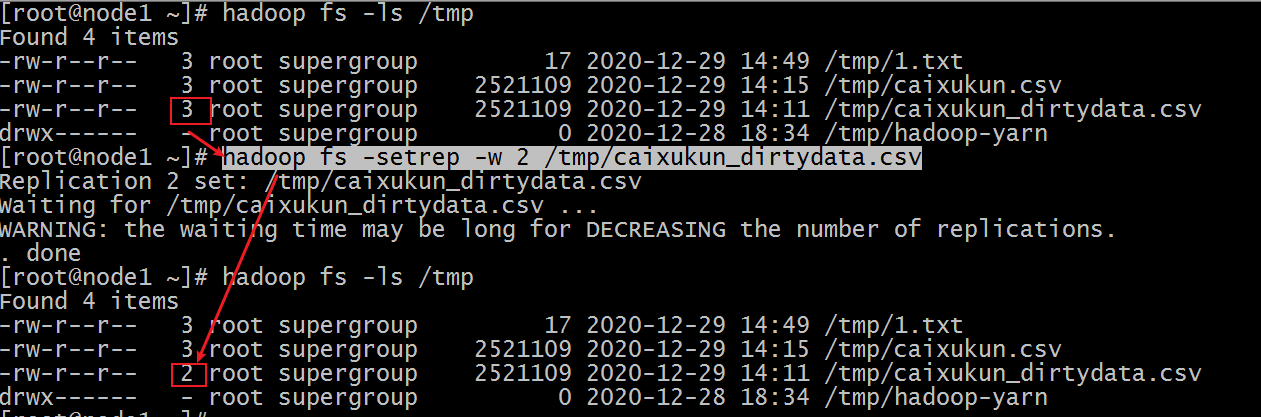 [root@node1 ~]# hadoop fs -ls /tmp
Found 4 items
-rw-r--r--   3 root supergroup         17 2020-12-29 14:49 /tmp/1.txt
-rw-r--r--   3 root supergroup    2521109 2020-12-29 14:15 /tmp/caixukun.csv
-rw-r--r--   3 root supergroup    2521109 2020-12-29 14:11 /tmp/caixukun_dirtydata.csv
drwx------   - root supergroup          0 2020-12-28 18:34 /tmp/hadoop-yarn
[root@node1 ~]# hadoop fs -setrep -w 2 /tmp/caixukun_dirtydata.csv
Replication 2 set: /tmp/caixukun_dirtydata.csv
Waiting for /tmp/caixukun_dirtydata.csv ...
WARNING: the waiting time may be long for DECREASING the number of replications.
. done
[root@node1 ~]# hadoop fs -ls /tmp
Found 4 items
-rw-r--r--   3 root supergroup         17 2020-12-29 14:49 /tmp/1.txt
-rw-r--r--   3 root supergroup    2521109 2020-12-29 14:15 /tmp/caixukun.csv
-rw-r--r--   2 root supergroup    2521109 2020-12-29 14:11 /tmp/caixukun_dirtydata.csv
drwx------   - root supergroup          0 2020-12-28 18:34 /tmp/hadoop-yarn